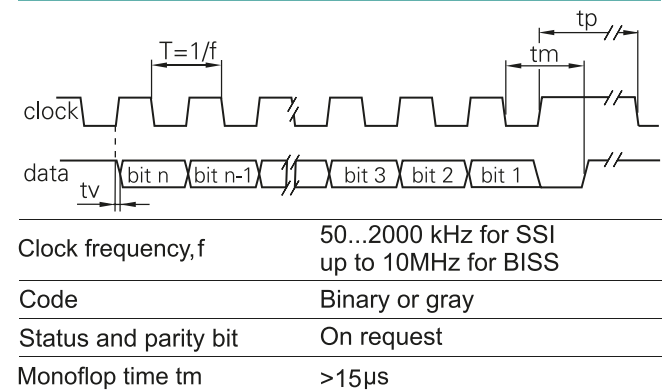 tp
T=1/f
tm
clock
data
bit n
bit n-1
bit 3
bit 2
bit 1
tv
Clock frequency,f
50...2000 kHz for SSI
up to 10MHz for BISS
Code
Binary or gray
Status and parity bit
On request
Monoflop time tm
>15µs